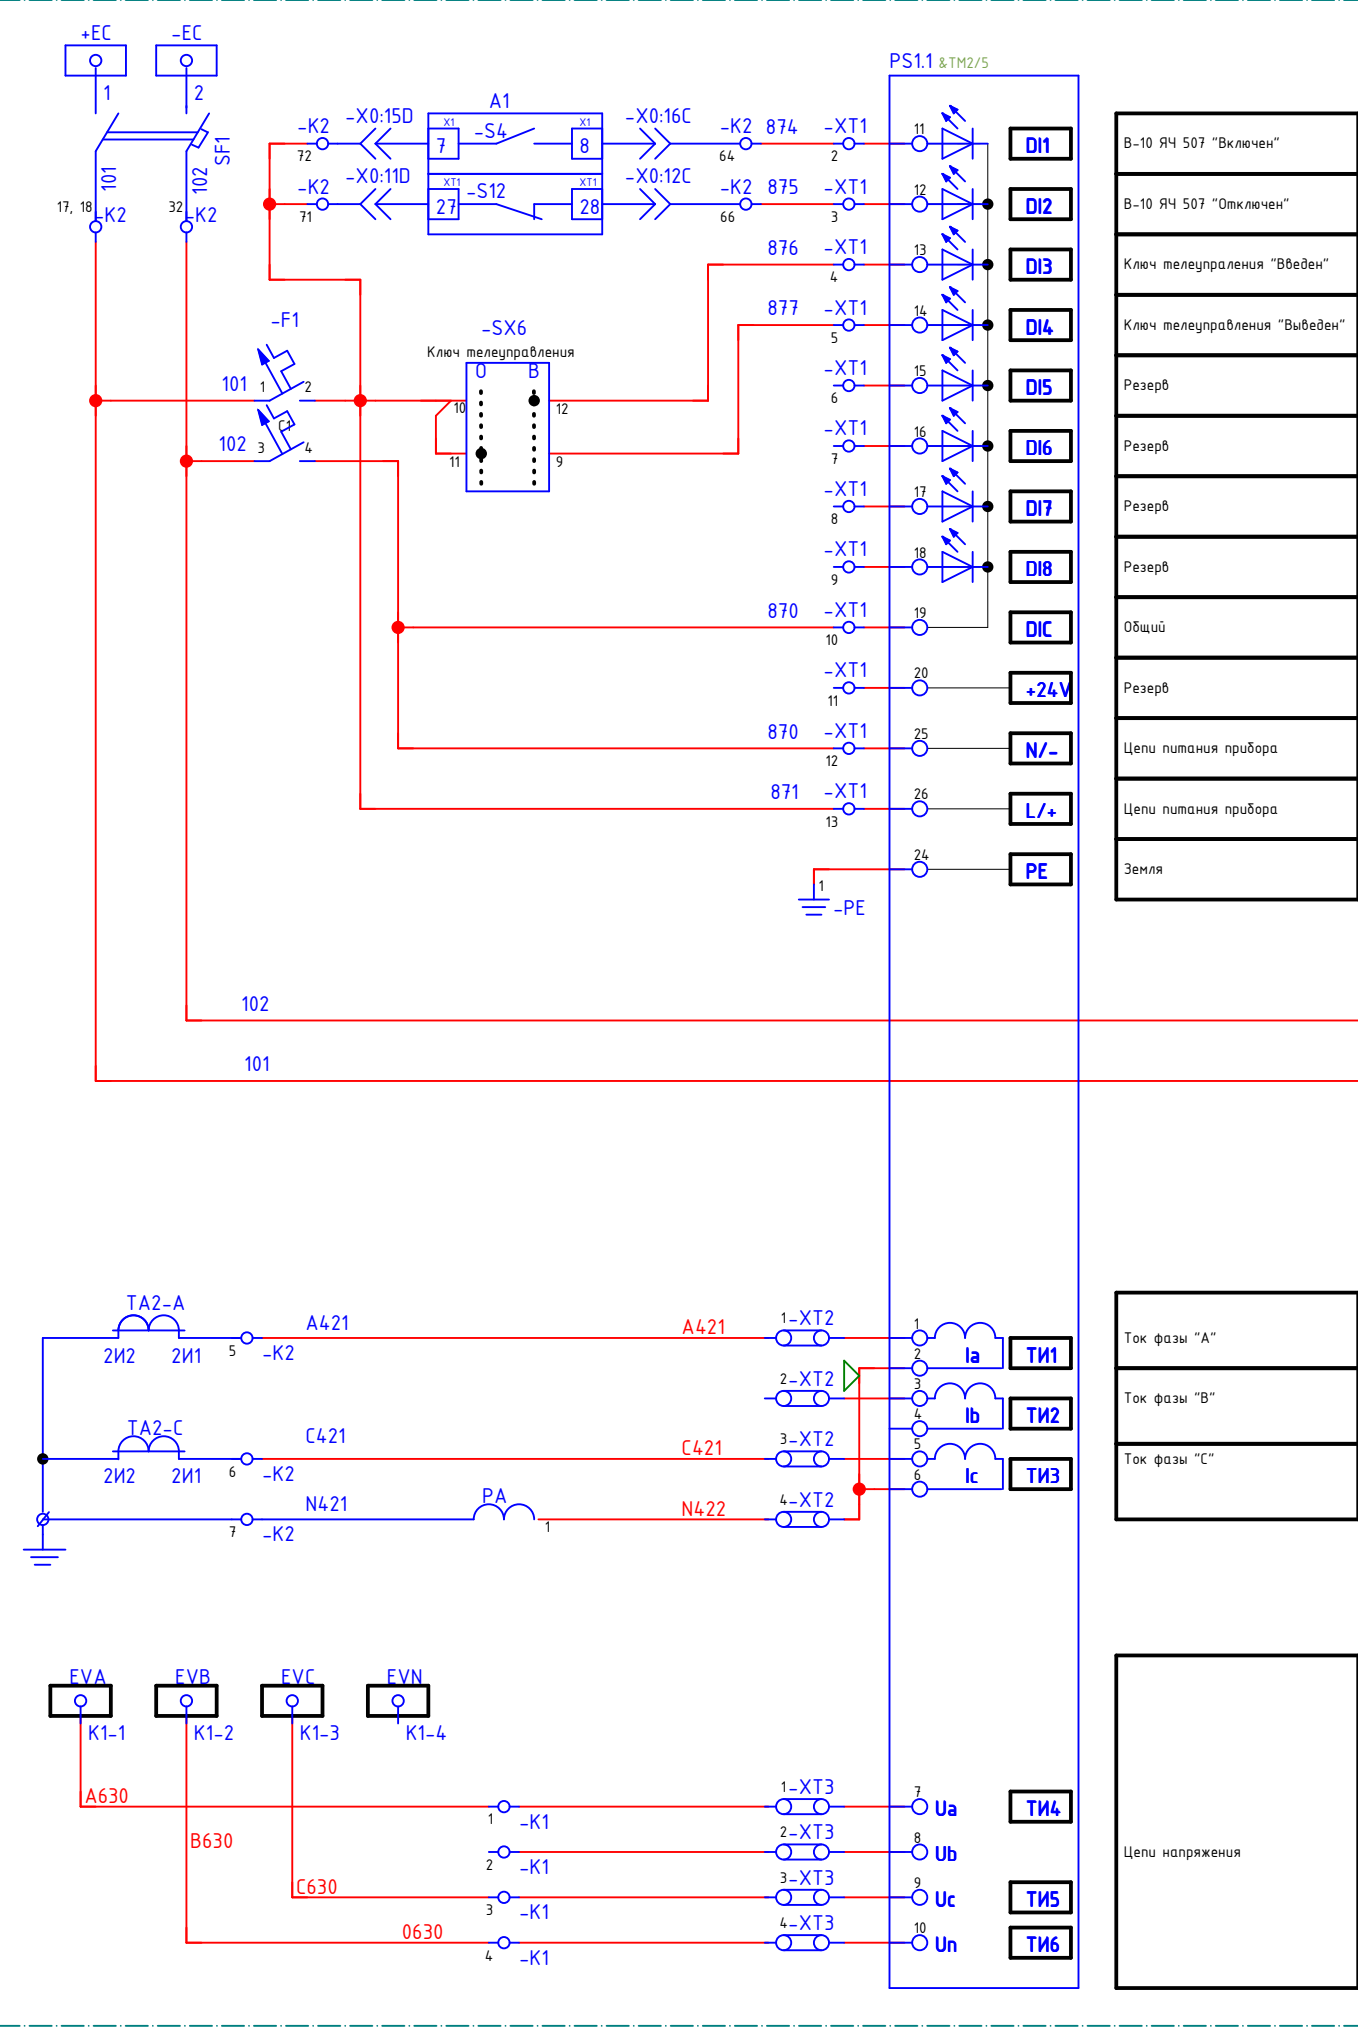 +EC
-EC
PS1.1 &TM2/5
1
2
SF1
101
102
17, 18
-K2
32
-K2
A1
-K2
72
-X0:15D
X1
7
-S4
X1
8
-X0:16C
-K2
64
874
-XT1
2
11
DI1
В-10 ЯЧ 507 "Включен"
-K2
71
-X0:11D
XT1
27
-S12
XT1
28
-X0:12C
-K2
66
875
-XT1
3
12
DI2
В-10 ЯЧ 507 "Отключен"
876
-XT1
4
13
DI3
Ключ телеупраления "Введен"
877
-XT1
5
14
DI4
Ключ телеуправления "Выведен"
-F1
-SX6
Ключ телеуправления
O
B
101
1
2
10
12
C1
102
3
4
11
9
-XT1
6
15
DI5
Резерв
-XT1
7
16
DI6
Резерв
-XT1
8
17
DI7
Резерв
-XT1
9
18
DI8
Резерв
870
-XT1
10
19
DIC
Общий
-XT1
11
20
+24V
Резерв
870
-XT1
12
25
N/-
Цепи питания прибора
871
-XT1
13
26
L/+
Цепи питания прибора
24
PE
Земля
1
-PE
102
101
TA2-A
2И2
2И1
5
-K2
A421
A421
1-XT2
1
2
Ia
ТИ1
Ток фазы "А"
2-XT2
3
4
Ib
ТИ2
Ток фазы "В"
TA2-C
2И2
2И1
6
-K2
C421
C421
3-XT2
5
6
Ic
ТИ3
Ток фазы "С"
7
-K2
N421
PA
1
N422
4-XT2
EVA
EVB
EVC
EVN
K1-1
K1-2
K1-3
K1-4
A630
1
-K1
1-XT3
7
Ua
ТИ4
B630
2
-K1
2-XT3
8
Ub
Цепи напряжения
C630
3
-K1
3-XT3
9
Uc
ТИ5
0630
4
-K1
4-XT3
10
Un
ТИ6